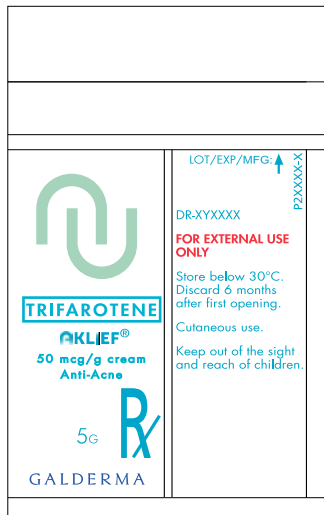 TRIFAROTENE
AKLIEF®
50 mcg/g cream
Anti-Acne
Rx
5G
GALDERMA
LOT/EXP/MFG:
P2XXXX-X
DR-XYXXXX
FOR EXTERNAL USE
ONLY
Store below 30°C.
Discard 6 months
after first opening.
Cutaneous use.
Keep out of the sight
and reach of children.